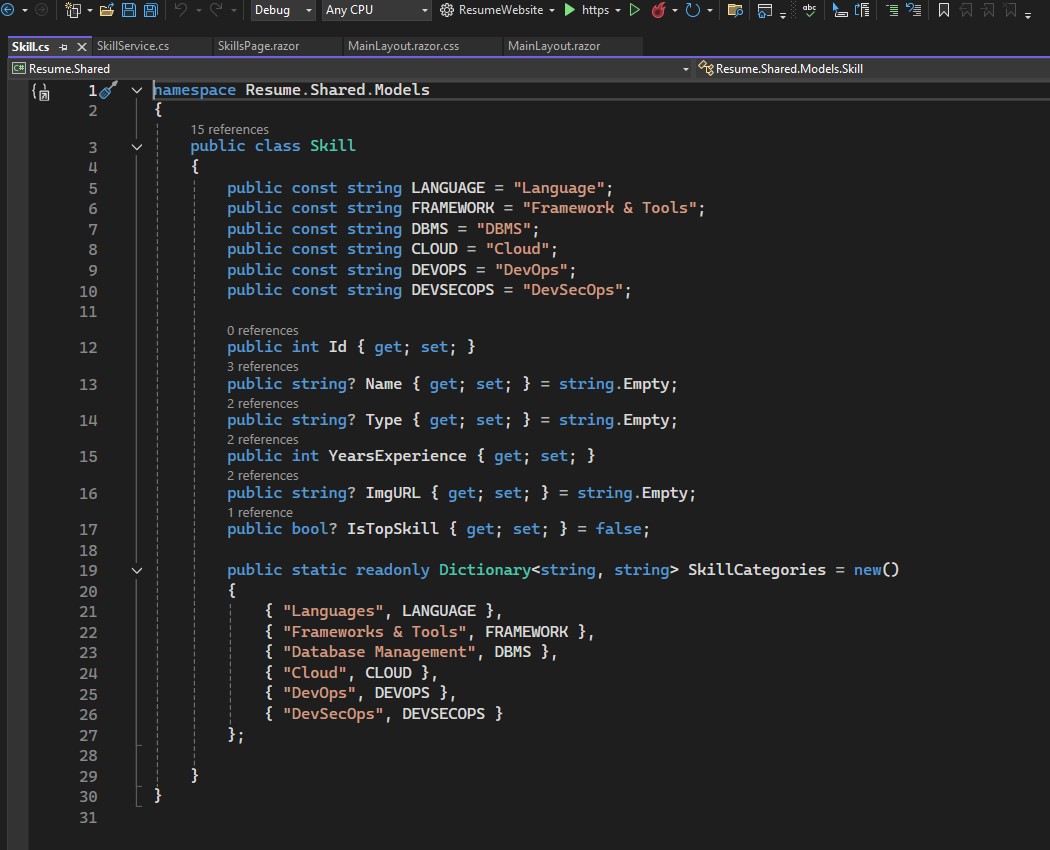 Debug Any CPU ResumeWebsite https abc
Skill.cs SkillService.cs SkillsPage.razor MainLayout.razor.css MainLayout.razor
C# Resume.Shared Resume.Shared.Models.Skill
1 namespace Resume.Shared.Models
2 {
15 references
3 public class Skill
4 {
5 public const string LANGUAGE = "Language";
6 public const string FRAMEWORK = "Framework & Tools";
7 public const string DBMS = "DBMS";
8 public const string CLOUD = "Cloud";
9 public const string DEVOPS = "DevOps";
10 public const string DEVSECOPS = "DevSecOps";
11
0 references
12 public int Id { get; set; }
3 references
13 public string? Name { get; set; } = string.Empty;
2 references
14 public string? Type { get; set; } = string.Empty;
2 references
15 public int YearsExperience { get; set; }
2 references
16 public string? ImgURL { get; set; } = string.Empty;
1 reference
17 public bool? IsTopSkill { get; set; } = false;
18
19 public static readonly Dictionary<string, string> SkillCategories = new()
20 {
21 { "Languages", LANGUAGE },
22 { "Frameworks & Tools", FRAMEWORK },
23 { "Database Management", DBMS },
24 { "Cloud", CLOUD },
25 { "DevOps", DEVOPS },
26 { "DevSecOps", DEVSECOPS }
27 };
28
29 }
30 }
31